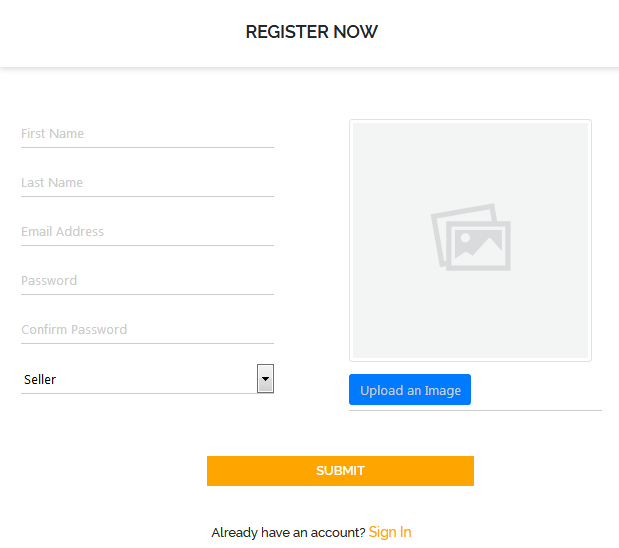 REGISTER NOW
First Name
Last Name
Email Address
Password
Confirm Password
Seller
Upload an Image
SUBMIT
Already have an account? Sign In